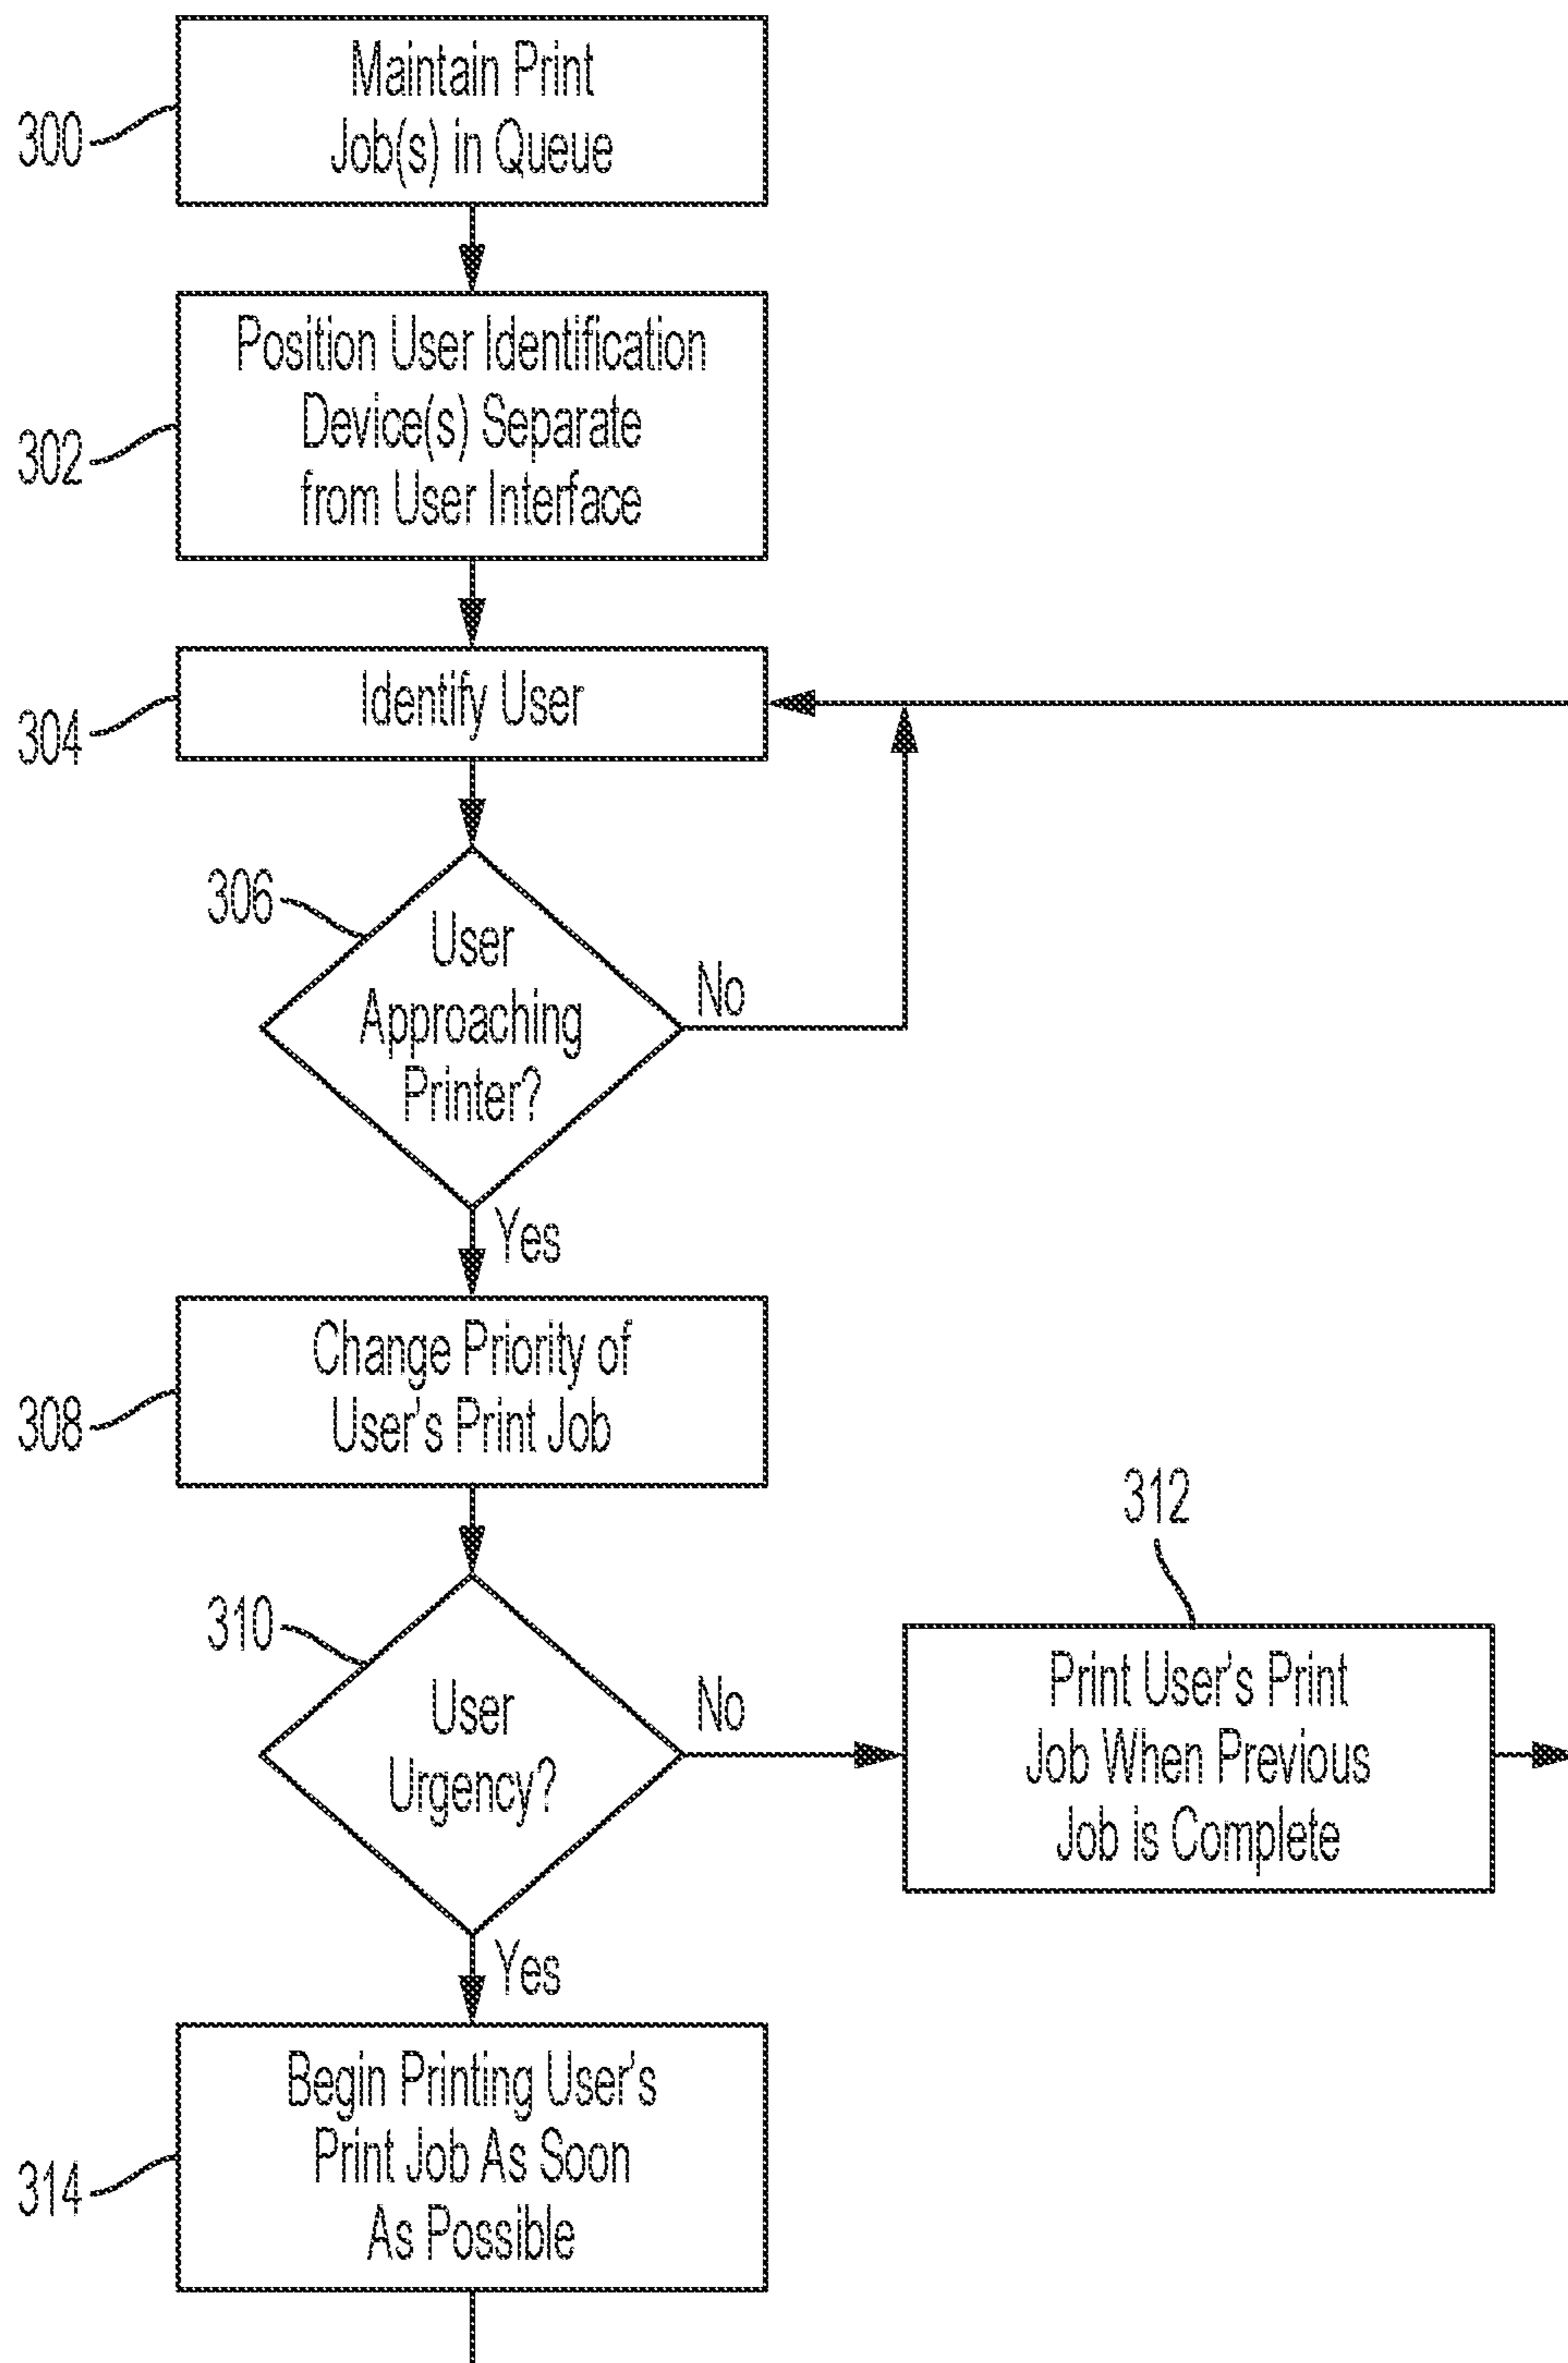 Maintain Print
Job(s) in Queue
300
Position User Identification
Device(s) Separate
from User Interface
302
Identify User
304
306
User
Approaching
Printer?
No
Yes
Change Priority of
User's Print Job
308
310
User
Urgency?
No
312
Print User's Print
Job When Previous
Job is Complete
Yes
Begin Printing User's
Print Job As Soon
As Possible
314